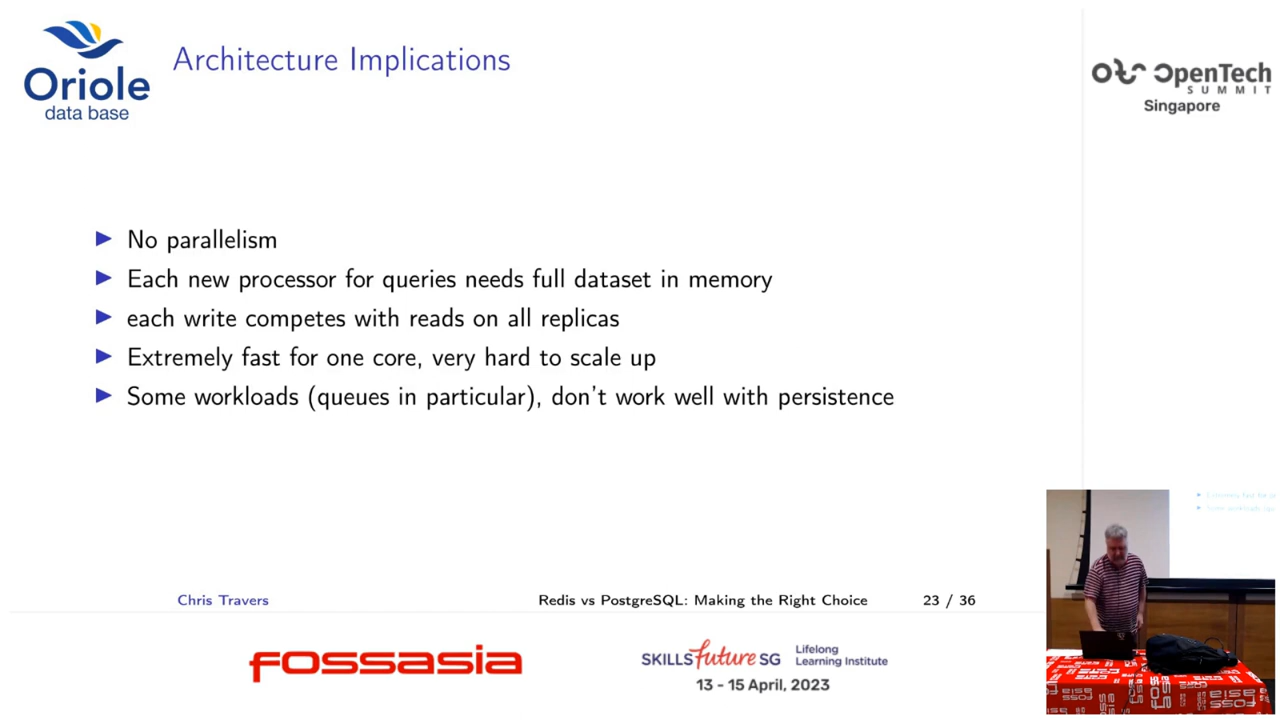 Oriole
data base
Architecture Implications
OpenTech
SUMMIT
Singapore
No parallelism
Each new processor for queries needs full dataset in memory
each write competes with reads on all replicas
Extremely fast for one core, very hard to scale up
Some workloads (queues in particular), don't work well with persistence
Chris Travers
Redis vs PostgreSQL: Making the Right Choice
23 / 36
fossasia
SKILLS future SG
Lifelong
Learning Institute
13 - 15 April, 2023